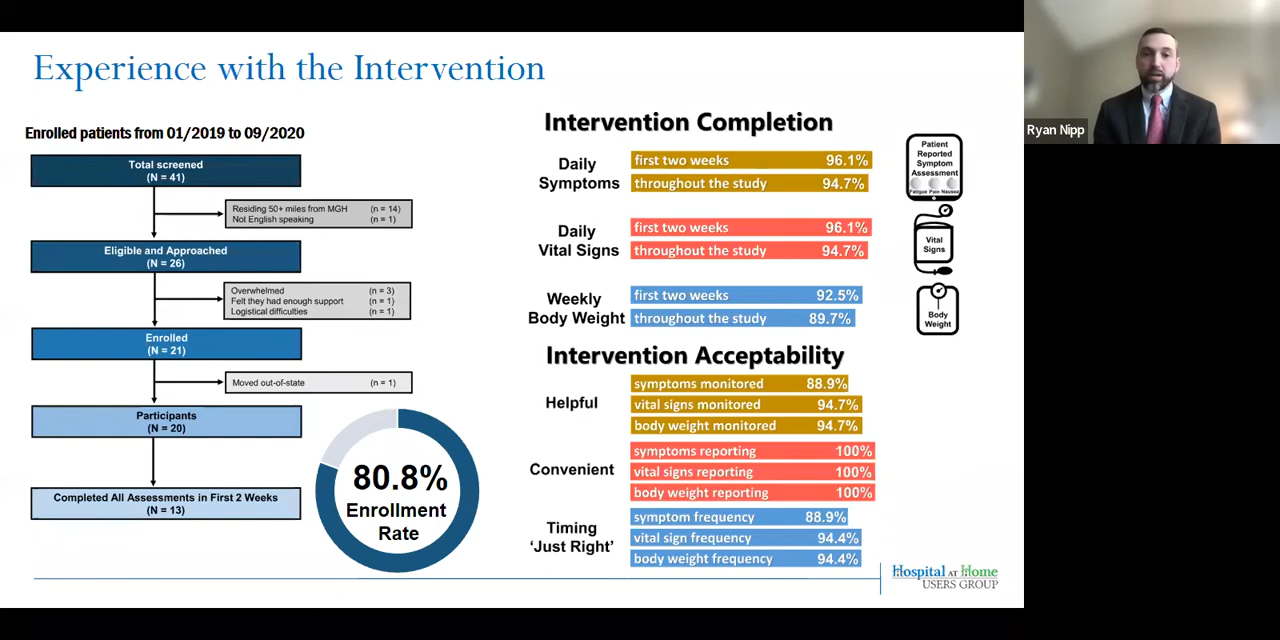 Experience with the Intervention
Enrolled patients from 01/2019 to 09/2020
Total screened
(N = 41)
Residing 50+ miles from MGH (n = 14)
Not English speaking (n = 1)
Eligible and Approached
(N = 26)
Overwhelmed (n = 3)
Felt they had enough support (n = 1)
Logistical difficulties (n = 1)
Enrolled
(N = 21)
Moved out-of-state (n = 1)
Participants
(N = 20)
Completed All Assessments in First 2 Weeks
(N = 13)
80.8%
Enrollment
Rate
Intervention Completion
Daily
Symptoms
first two weeks 96.1%
throughout the study 94.7%
Daily
Vital Signs
first two weeks 96.1%
throughout the study 94.7%
Weekly
Body Weight
first two weeks 92.5%
throughout the study 89.7%
Patient
Reported
Symptom
Assessment
Fatigue Pain Nausea
Vital
Signs
Body
Weight
Intervention Acceptability
Helpful
symptoms monitored 88.9%
vital signs monitored 94.7%
body weight monitored 94.7%
Convenient
symptoms reporting 100%
vital signs reporting 100%
body weight reporting 100%
Timing
‘Just Right’
symptom frequency 88.9%
vital sign frequency 94.4%
body weight frequency 94.4%
Hospital AT Home
USERS GROUP
Ryan Nipp